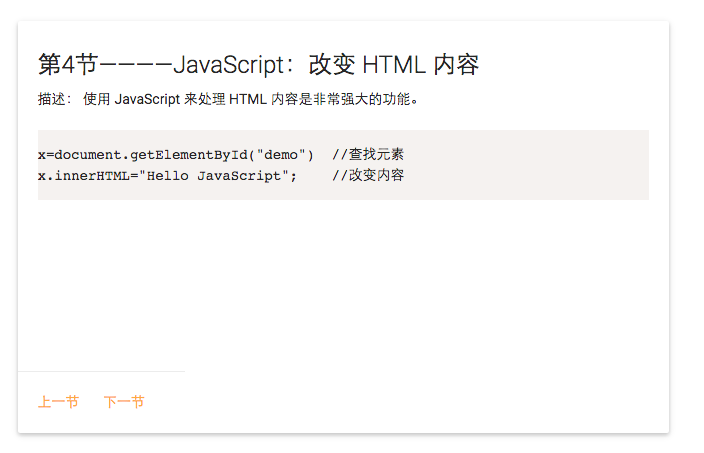 第4节————JavaScript：改变 HTML 内容
描述： 使用 JavaScript 来处理 HTML 内容是非常强大的功能。
x=document.getElementById("demo")  //查找元素
x.innerHTML="Hello JavaScript";    //改变内容
上一节 下一节